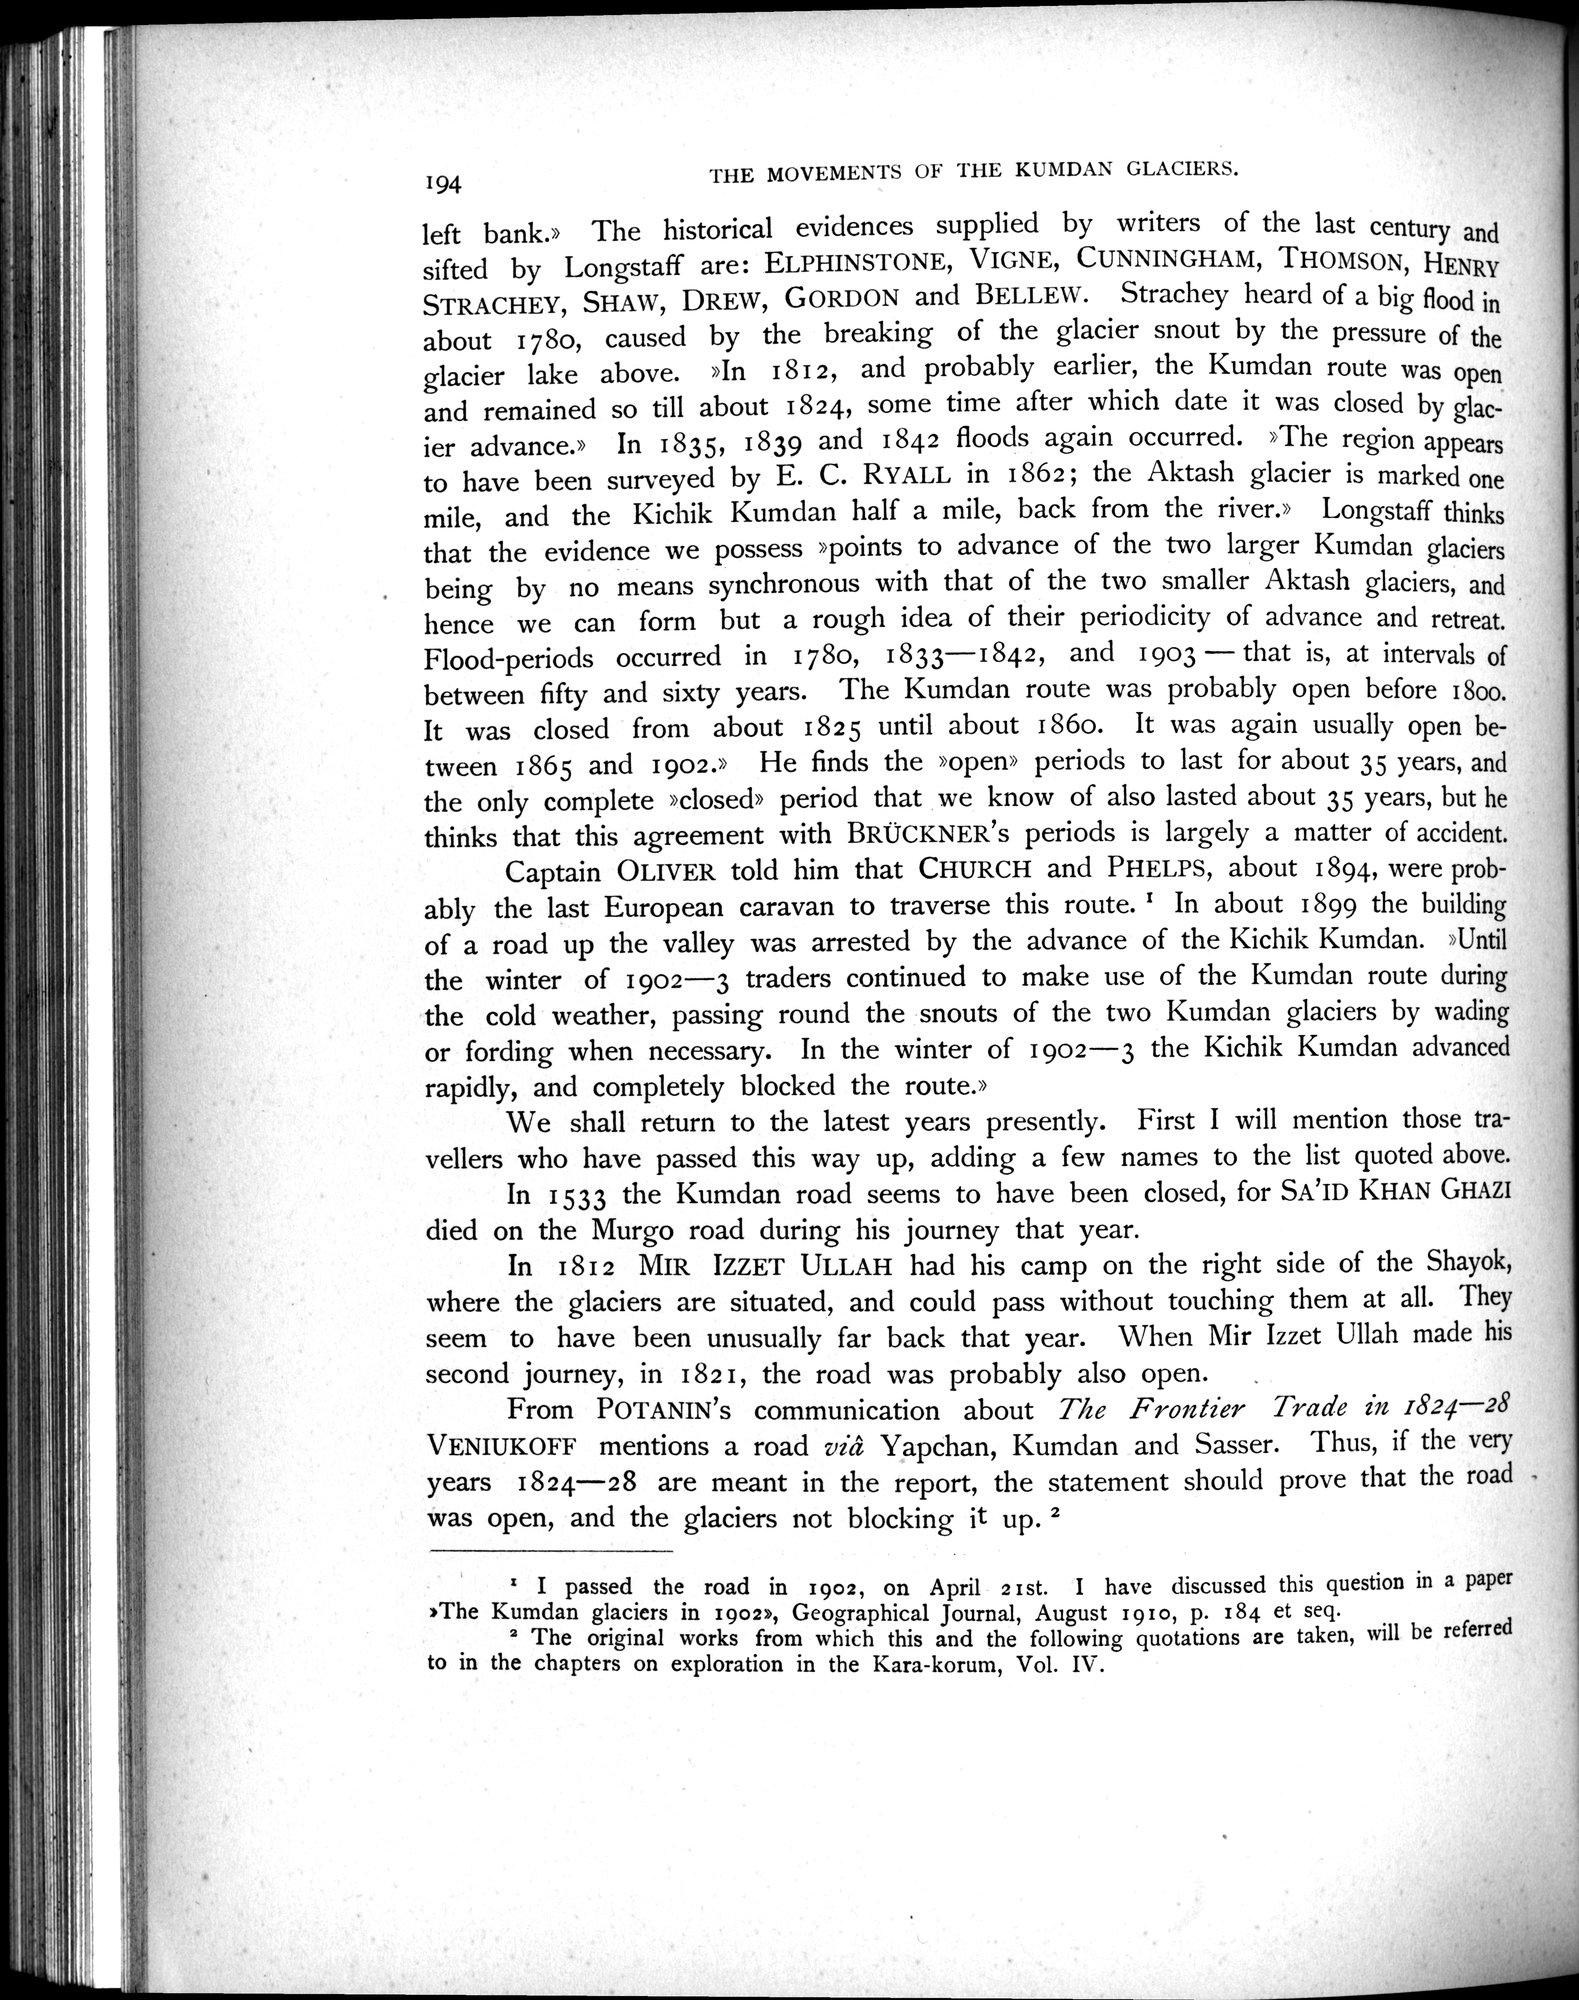 194
THE MOVEMENTS OF THE KUMDAN GLACIERS.
left bank.» The historical evidences supplied by writers of the last century and
sifted by Longstaff are: ELPHINSTONE, VIGNE, CUNNINGHAM, THOMSON, HENRY
STRACHEY, SHAW, DREW, GORDON and BELLEW. Strachey heard of a big flood in
about 1780, caused by the breaking of the glacier snout by the pressure of the
glacier lake above. »In 1812, and probably earlier, the Kumdan route was open
and remained so till about 1824, some time after which date it was closed by glac-
ier advance.» In 1835, 1839 and 1842 floods again occurred. »The region appears
to have been surveyed by E. C. RYALL in 1862; the Aktash glacier is marked one
mile, and the Kichik Kumdan half a mile, back from the river.» Longstaff thinks
that the evidence we possess »points to advance of the two larger Kumdan glaciers
being by no means synchronous with that of the two smaller Aktash glaciers, and
hence we can form but a rough idea of their periodicity of advance and retreat.
Flood-periods occurred in 1780, 1833—1842, and 1903 — that is, at intervals of
between fifty and sixty years. The Kumdan route was probably open before 1800.
It was closed from about 1825 until about 1860. It was again usually open be-
tween 1865 and 1902.» He finds the »open» periods to last for about 35 years, and
the only complete »closed» period that we know of also lasted about 35 years, but he
thinks that this agreement with BRÜCKNER's periods is largely a matter of accident.
Captain OLIVER told him that CHURCH and PHELPS, about 1894, were prob-
ably the last European caravan to traverse this route. ¹ In about 1899 the building
of a road up the valley was arrested by the advance of the Kichik Kumdan. »Until
the winter of 1902—3 traders continued to make use of the Kumdan route during
the cold weather, passing round the snouts of the two Kumdan glaciers by wading
or fording when necessary. In the winter of 1902—3 the Kichik Kumdan advanced
rapidly, and completely blocked the route.»
We shall return to the latest years presently. First I will mention those tra-
vellers who have passed this way up, adding a few names to the list quoted above.
In 1533 the Kumdan road seems to have been closed, for SA'ID KHAN GHAZI
died on the Murgo road during his journey that year.
In 1812 MIR IZZET ULLAH had his camp on the right side of the Shayok,
where the glaciers are situated, and could pass without touching them at all. They
seem to have been unusually far back that year. When Mir Izzet Ullah made his
second journey, in 1821, the road was probably also open.
From POTANIN's communication about The Frontier Trade in 1824—28
VENIUKOFF mentions a road viâ Yapchan, Kumdan and Sasser. Thus, if the very
years 1824—28 are meant in the report, the statement should prove that the road
was open, and the glaciers not blocking it up. ²
¹ I passed the road in 1902, on April 21st. I have discussed this question in a paper
»The Kumdan glaciers in 1902», Geographical Journal, August 1910, p. 184 et seq.
² The original works from which this and the following quotations are taken, will be referred
to in the chapters on exploration in the Kara-korum, Vol. IV.